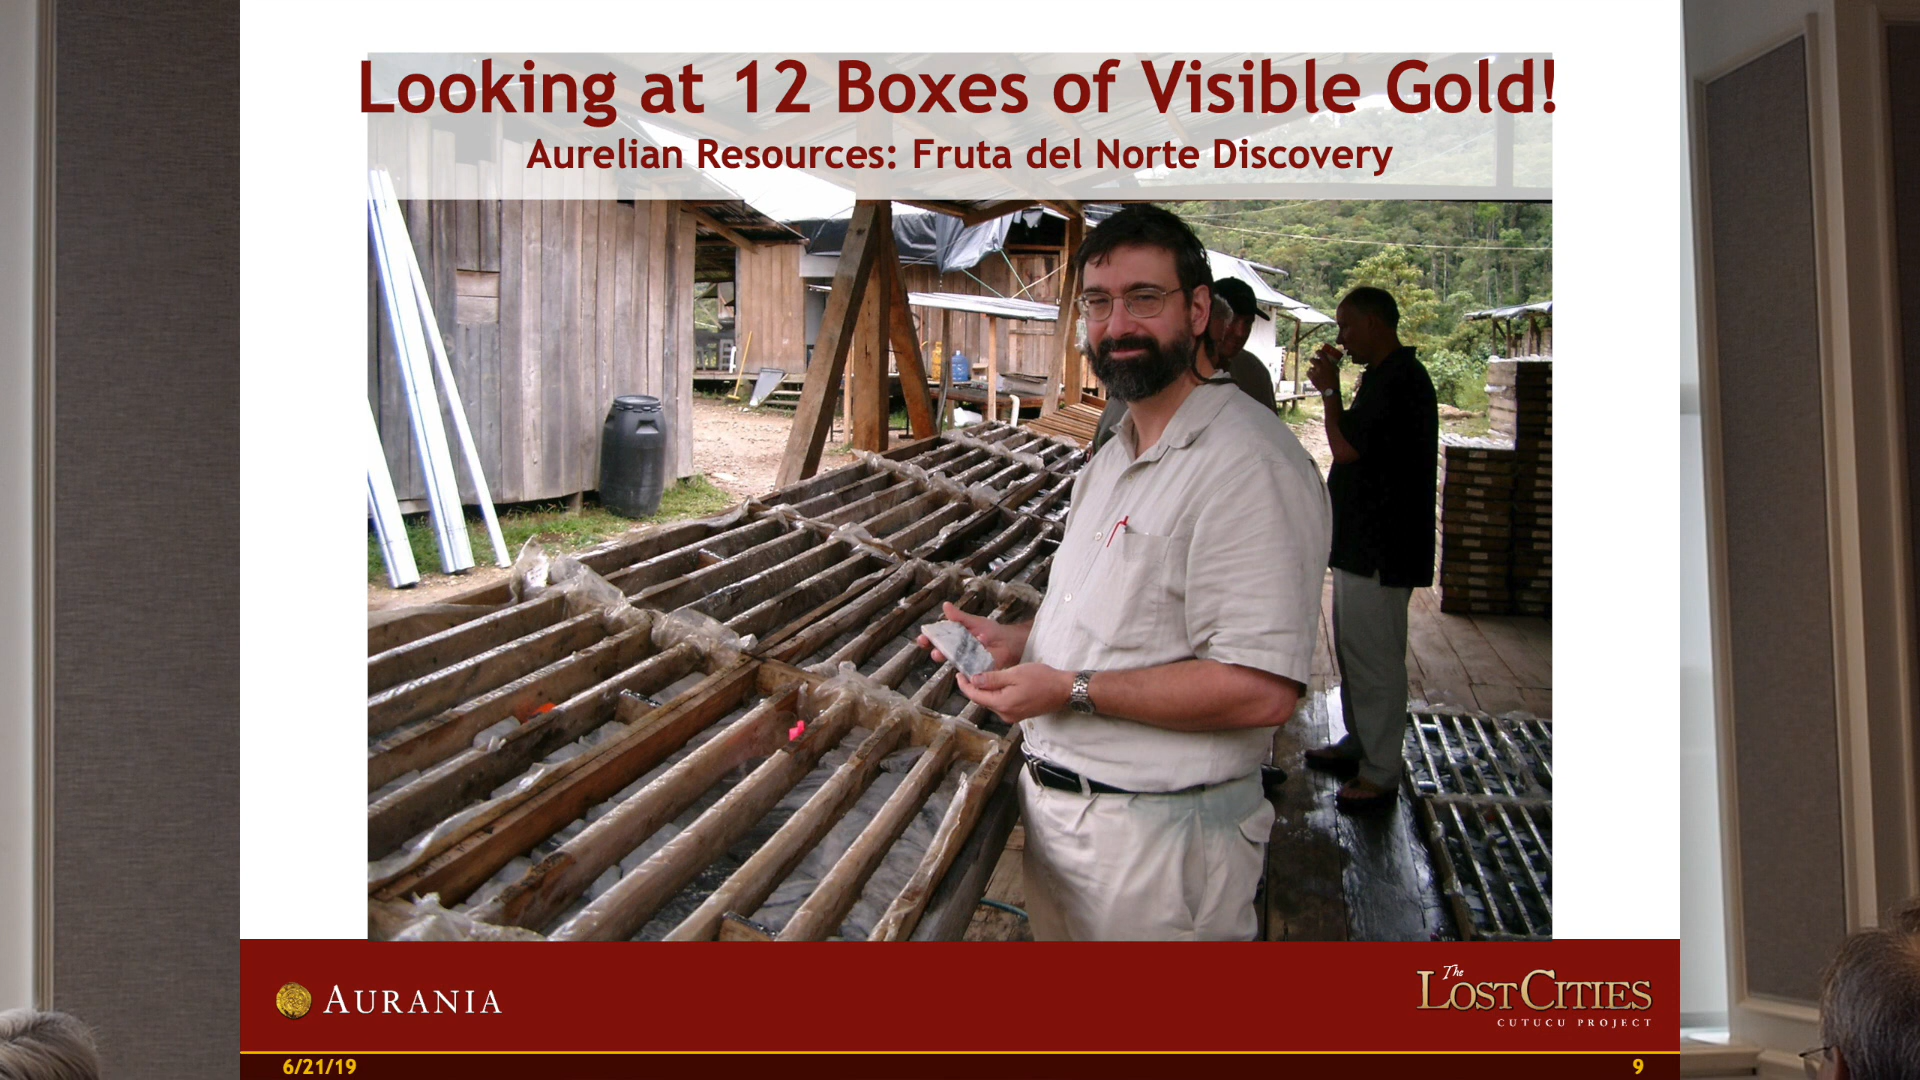 Looking at 12 Boxes of Visible Gold!
Aurelian Resources: Fruta del Norte Discovery
AURANIA
The
LOST CITIES
CUTUCU PROJECT
6/21/19
9